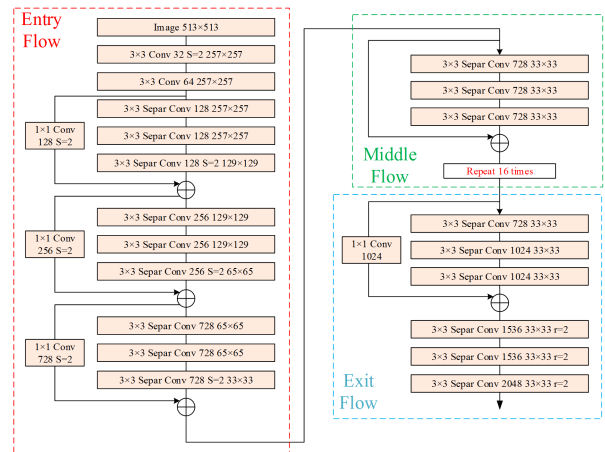 Entry
Flow
Image 513×513
3×3 Conv 32 S=2 257×257
3×3 Conv 64 257×257
3×3 Separ Conv 128 257×257
3×3 Separ Conv 128 257×257
3×3 Separ Conv 128 S=2 129×129
1×1 Conv
128 S=2
3×3 Separ Conv 256 129×129
3×3 Separ Conv 256 129×129
3×3 Separ Conv 256 S=2 65×65
1×1 Conv
256 S=2
3×3 Separ Conv 728 65×65
3×3 Separ Conv 728 65×65
3×3 Separ Conv 728 S=2 33×33
1×1 Conv
728 S=2
3×3 Separ Conv 728 33×33
3×3 Separ Conv 728 33×33
3×3 Separ Conv 728 33×33
Middle
Flow
Repeat 16 times
3×3 Separ Conv 728 33×33
3×3 Separ Conv 1024 33×33
3×3 Separ Conv 1024 33×33
1×1 Conv
1024
3×3 Separ Conv 1536 33×33 r=2
3×3 Separ Conv 1536 33×33 r=2
3×3 Separ Conv 2048 33×33 r=2
Exit
Flow